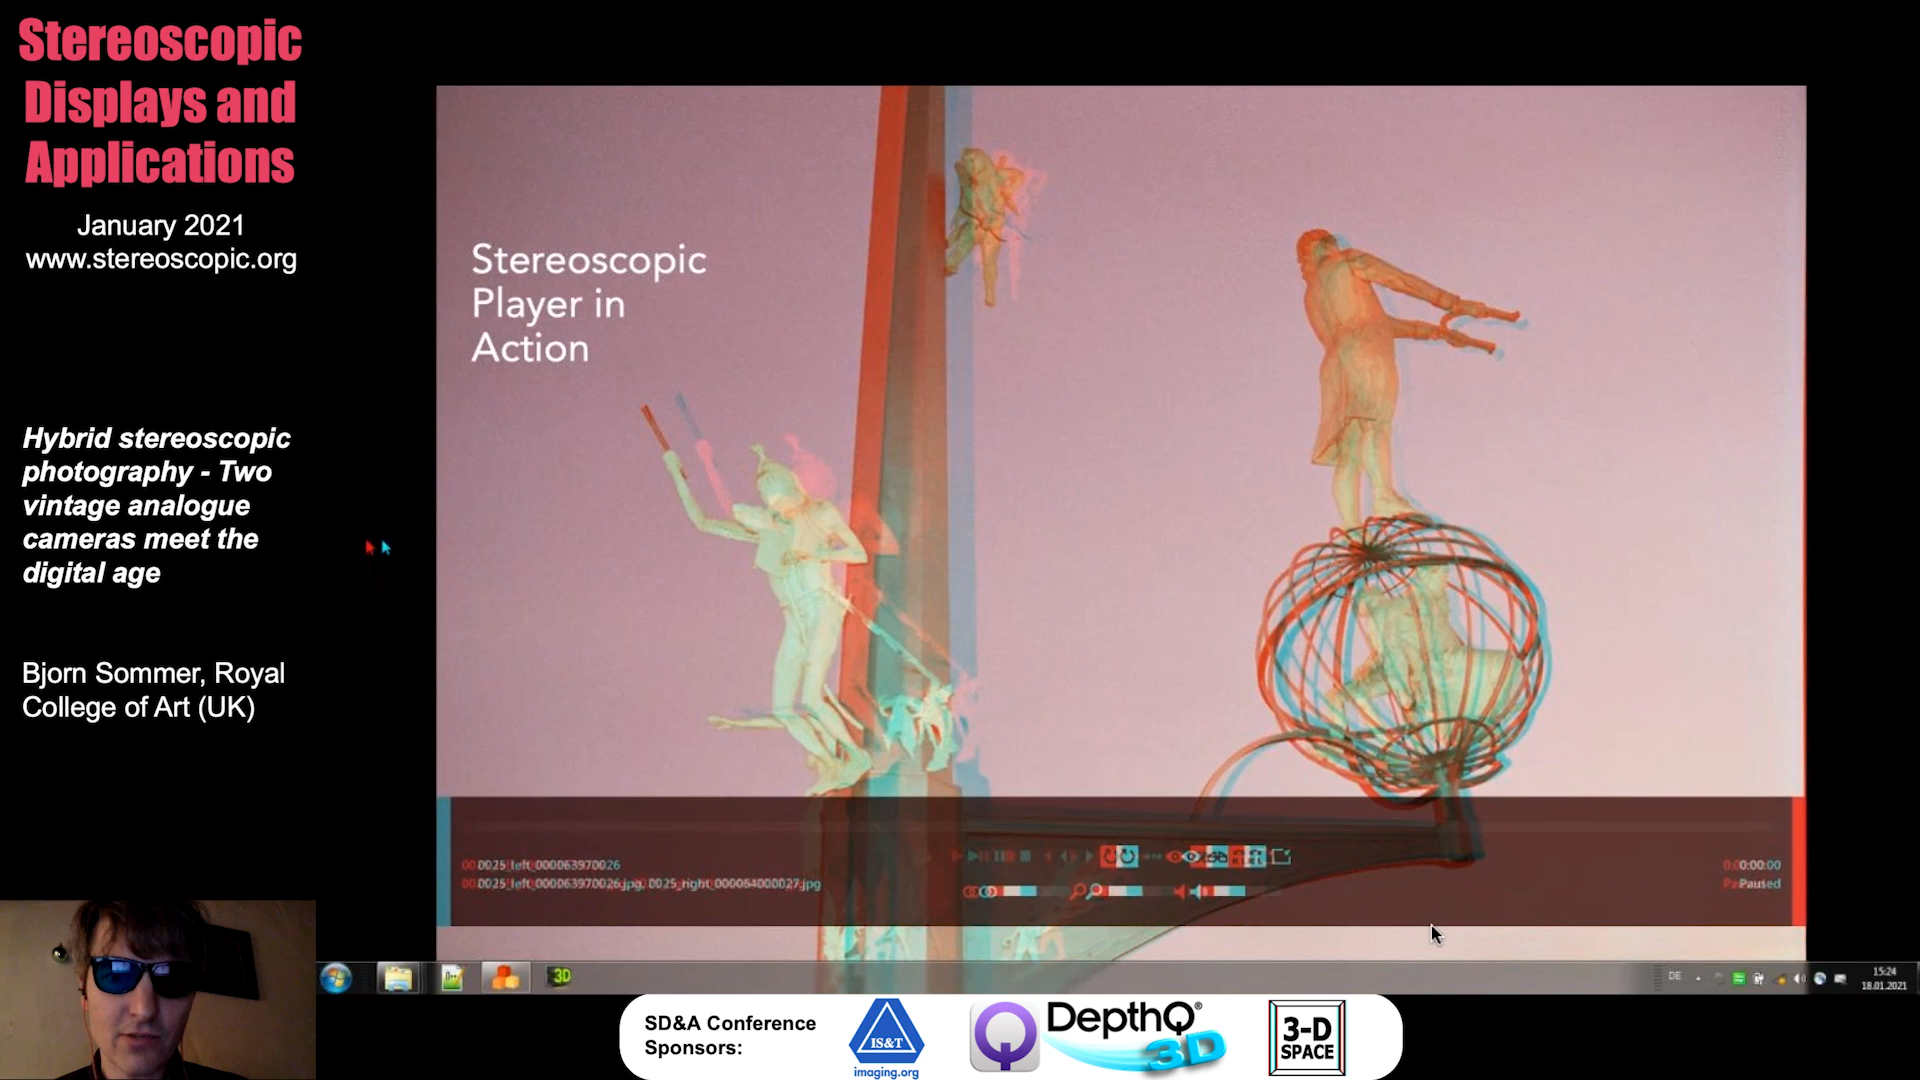 Stereoscopic
Displays and
Applications
January 2021
www.stereoscopic.org
Hybrid stereoscopic
photography - Two
vintage analogue
cameras meet the
digital age
Bjorn Sommer, Royal
College of Art (UK)
Stereoscopic
Player in
Action
0025_left_000063970026
0025_left_000063970026.jpg, 0025_right_000064000027.jpg
0:00:00
Paused
3D
DE
15:24
18.01.2021
SD&A Conference
Sponsors:
IS&T
imaging.org
DepthQ®
3D
3-D
SPACE